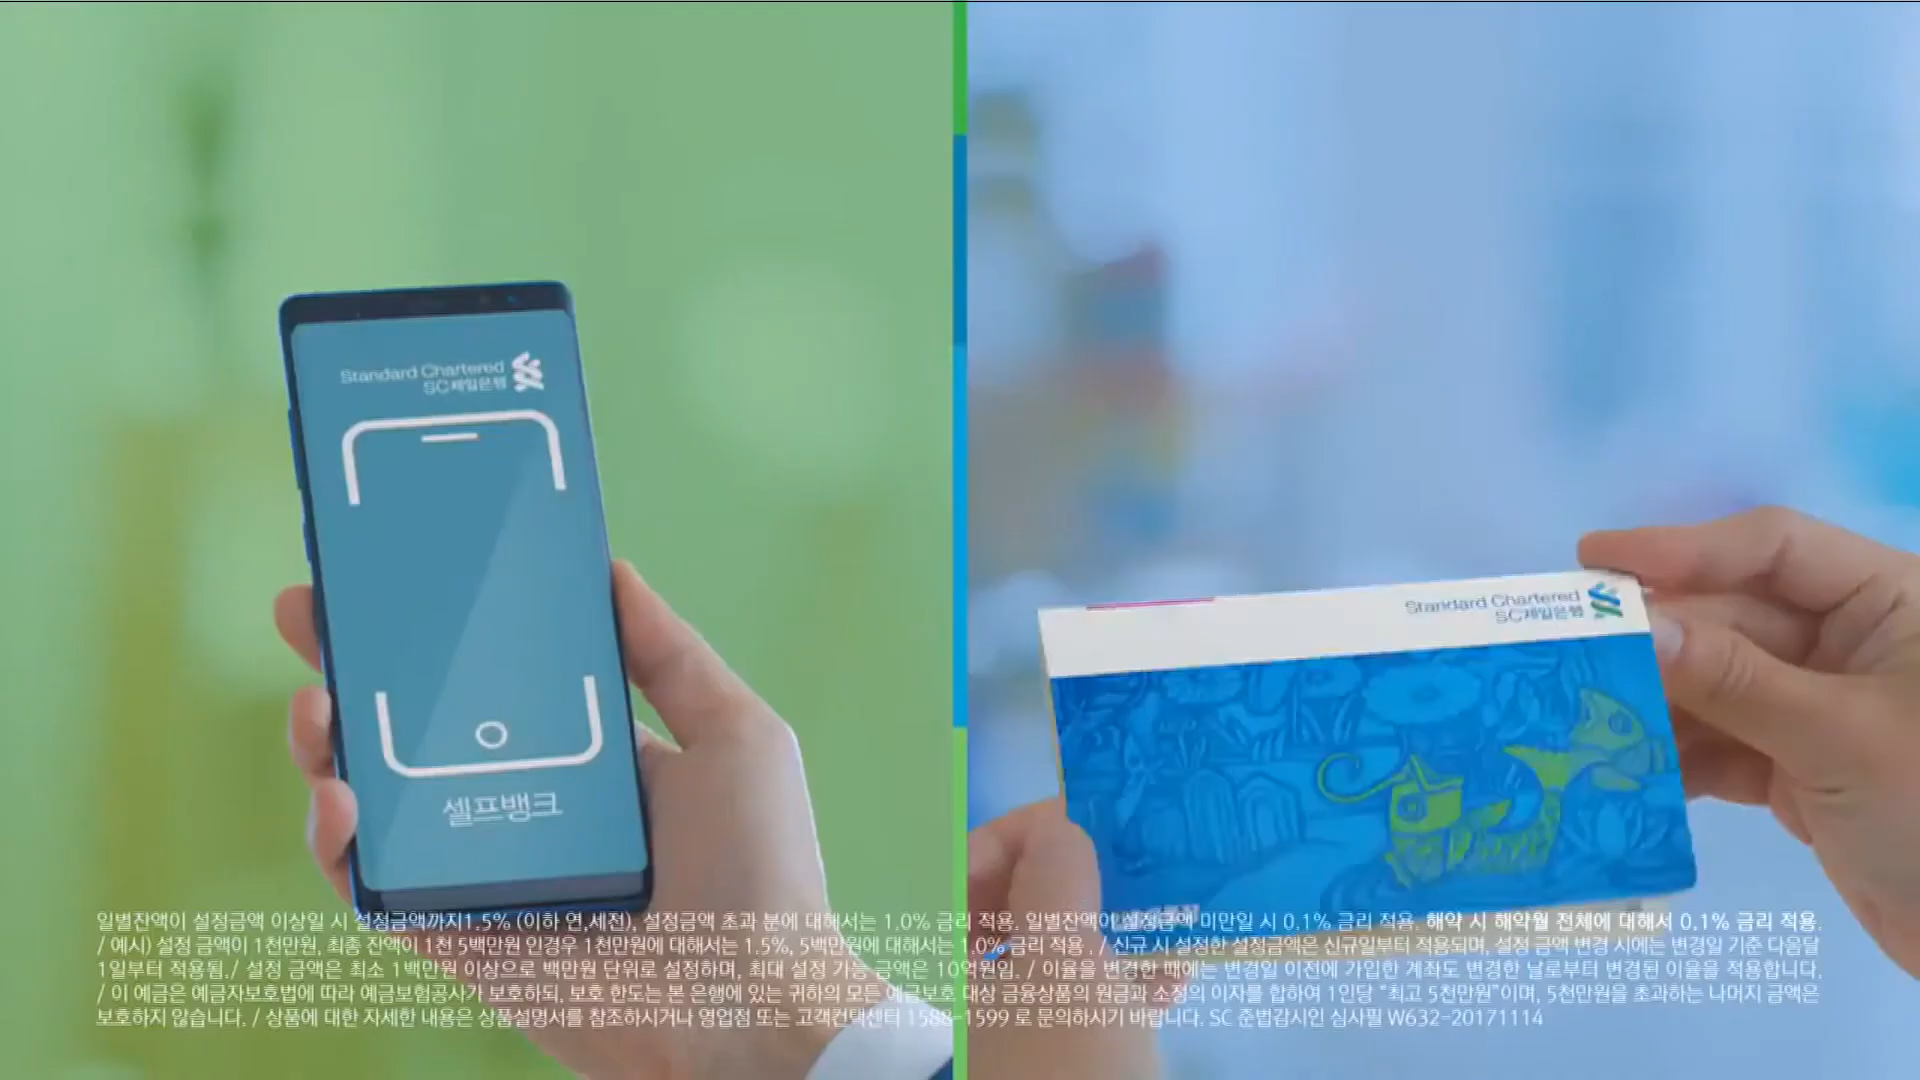 Standard Chartered
SC제일은행
셀프뱅크
Standard Chartered
SC제일은행
일별잔액이 설정금액 이상일 시 설정금액까지1.5% (이하 연,세전), 설정금액 초과 분에 대해서는 1.0% 금리 적용. 일별잔액이 설정금액 미만일 시 0.1% 금리 적용. 해약 시 해약월 전체에 대해서 0.1% 금리 적용.
/ 예시) 설정 금액이 1천만원, 최종 잔액이 1천 5백만원 인경우 1천만원에 대해서는 1.5%, 5백만원에 대해서는 1.0% 금리 적용 . / 신규 시 설정한 설정금액은 신규일부터 적용되며, 설정 금액 변경 시에는 변경일 기준 다음달
1일부터 적용됨./ 설정 금액은 최소 1백만원 이상으로 백만원 단위로 설정하며, 최대 설정 가능 금액은 10억원임. / 이율을 변경한 때에는 변경일 이전에 가입한 계좌도 변경한 날로부터 변경된 이율을 적용합니다.
/ 이 예금은 예금자보호법에 따라 예금보험공사가 보호하되, 보호 한도는 본 은행에 있는 귀하의 모든 예금보호 대상 금융상품의 원금과 소정의 이자를 합하여 1인당 "최고 5천만원"이며, 5천만원을 초과하는 나머지 금액은
보호하지 않습니다. / 상품에 대한 자세한 내용은 상품설명서를 참조하시거나 영업점 또는 고객컨택센터 1588-1599 로 문의하시기 바랍니다. SC 준법감시인 심사필 W632-20171114